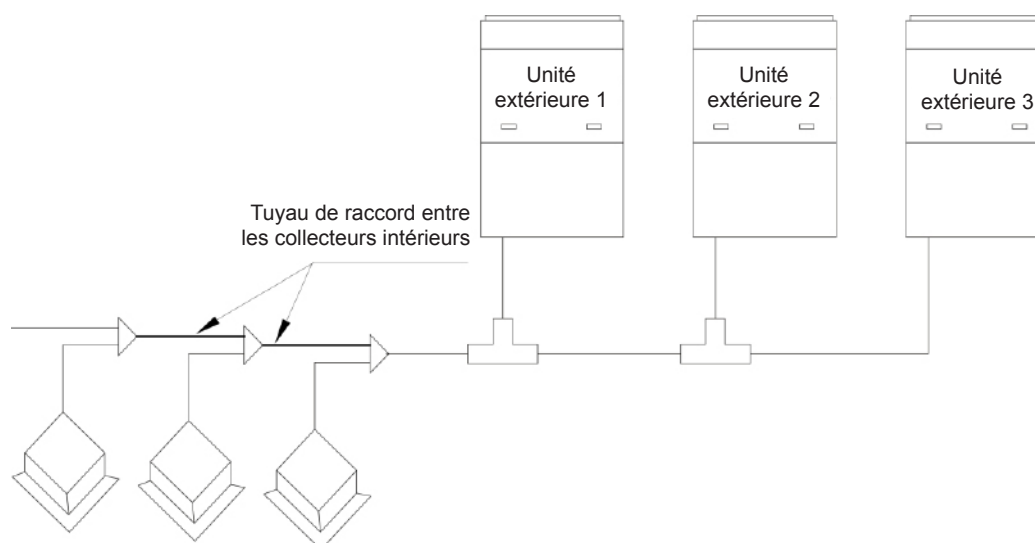 Unité
extérieure 1
Unité
extérieure 2
Unité
extérieure 3
Tuyau de raccord entre
les collecteurs intérieurs